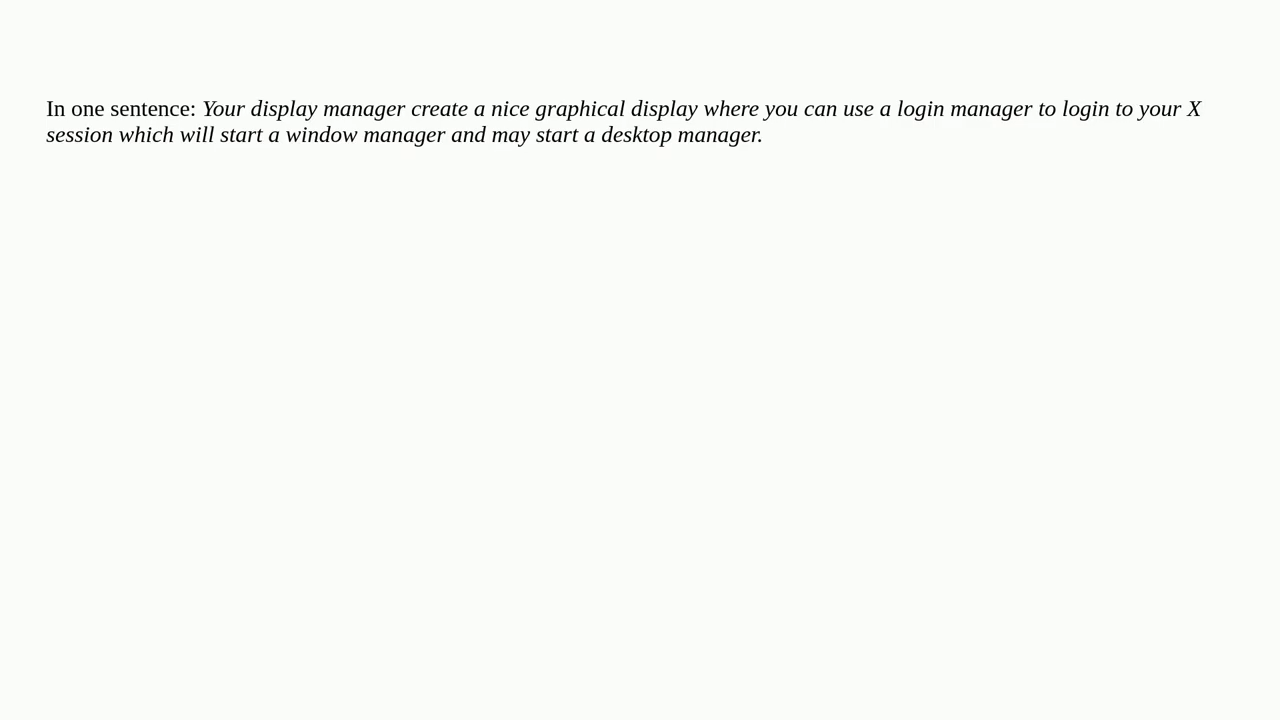 In one sentence: Your display manager create a nice graphical display where you can use a login manager to login to your X
session which will start a window manager and may start a desktop manager.